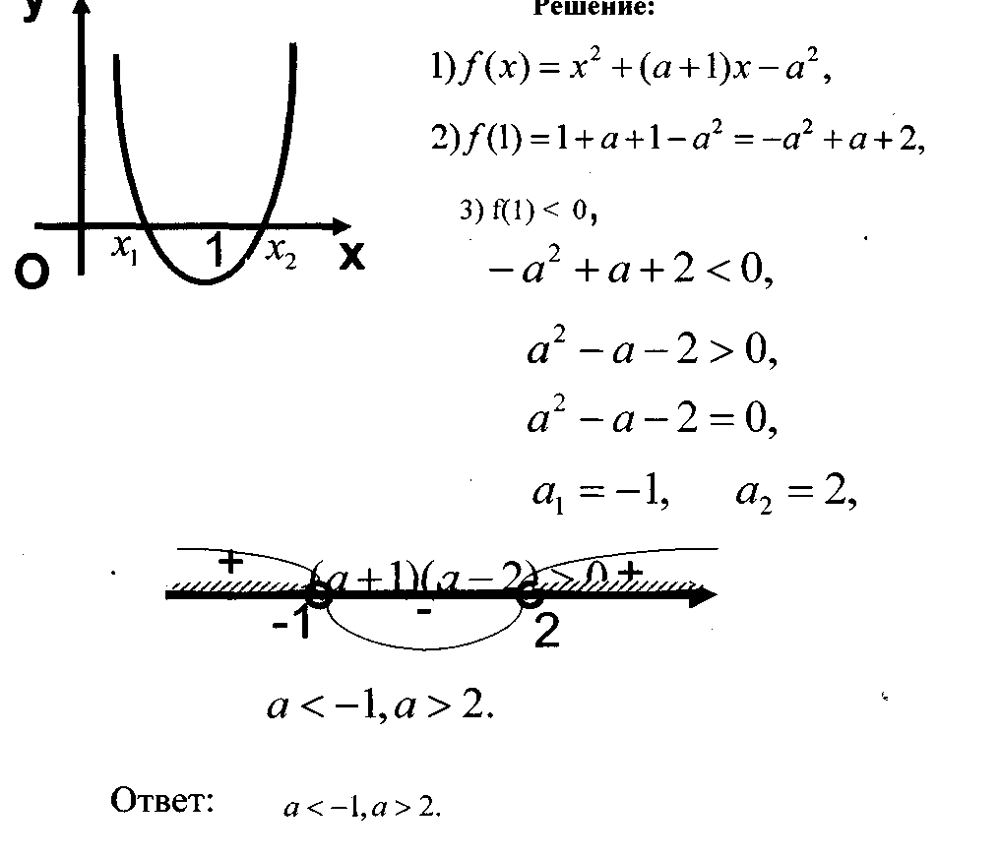 y
Решение:
1) f(x) = x² + (a+1)x − a²,
2) f(1) = 1 + a + 1 − a² = −a² + a + 2,
3) f(1) < 0,
x₁ 1 x₂ x
O
−a² + a + 2 < 0,
a² − a − 2 > 0,
a² − a − 2 = 0,
a₁ = −1, a₂ = 2,
+ (a+1)(a−2) > 0 +
-1 - 2
a < −1, a > 2.
Ответ: a < −1, a > 2.